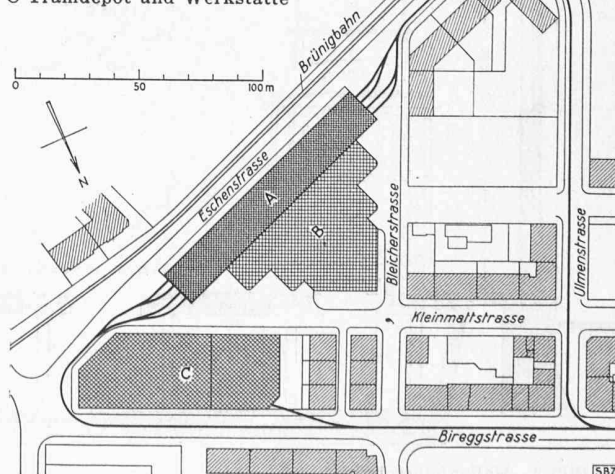 C Tramdepot und Werkstätte
0 50 100 m
Brünigbahn
N
Eschenstrasse
A
B
Bleicherstrasse
Ulmenstrasse
Kleinmattstrasse
C
Bireggstrasse